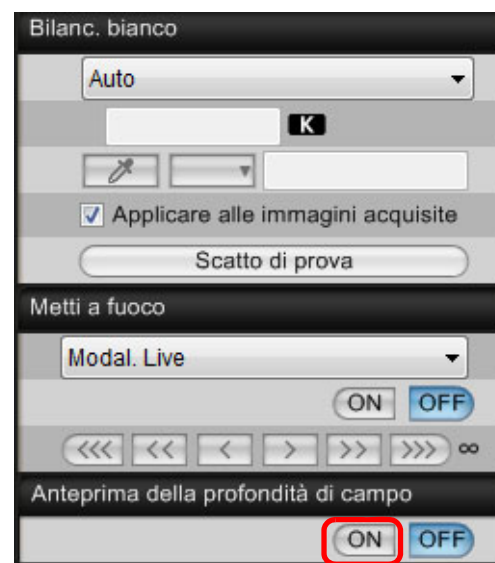 Bilanc. bianco
Auto
K
Applicare alle immagini acquisite
Scatto di prova
Metti a fuoco
Modal. Live
ON OFF
<<< << < > >> >>> ∞
Anteprima della profondità di campo
ON OFF